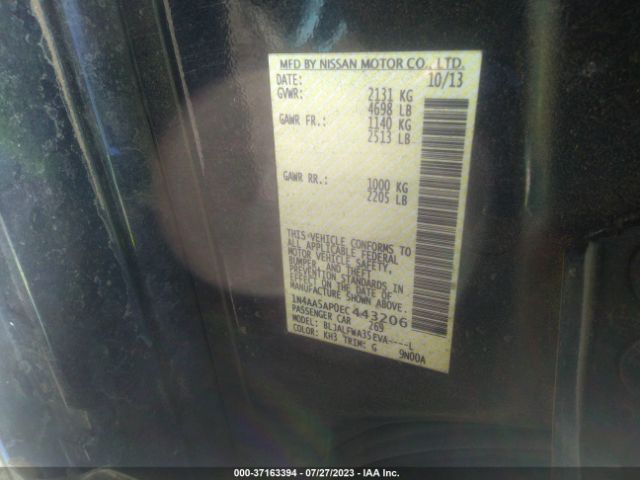 MFD BY NISSAN MOTOR CO., LTD.
DATE: 10/13
GVWR: 2131 KG
4698 LB
GAWR FR.: 1140 KG
2513 LB
GAWR RR.: 1000 KG
2205 LB
THIS VEHICLE CONFORMS TO
ALL APPLICABLE FEDERAL
MOTOR VEHICLE SAFETY,
BUMPER, AND THEFT
PREVENTION STANDARDS IN
EFFECT ON THE DATE OF
MANUFACTURE SHOWN ABOVE.
1N4AA5AP0EC443206
PASSENGER CAR 269
MODEL: BLJALFWA35EVA-----L
COLOR: KH3 TRIM: G 9N00A
000-37163394 - 07/27/2023 - IAA Inc.